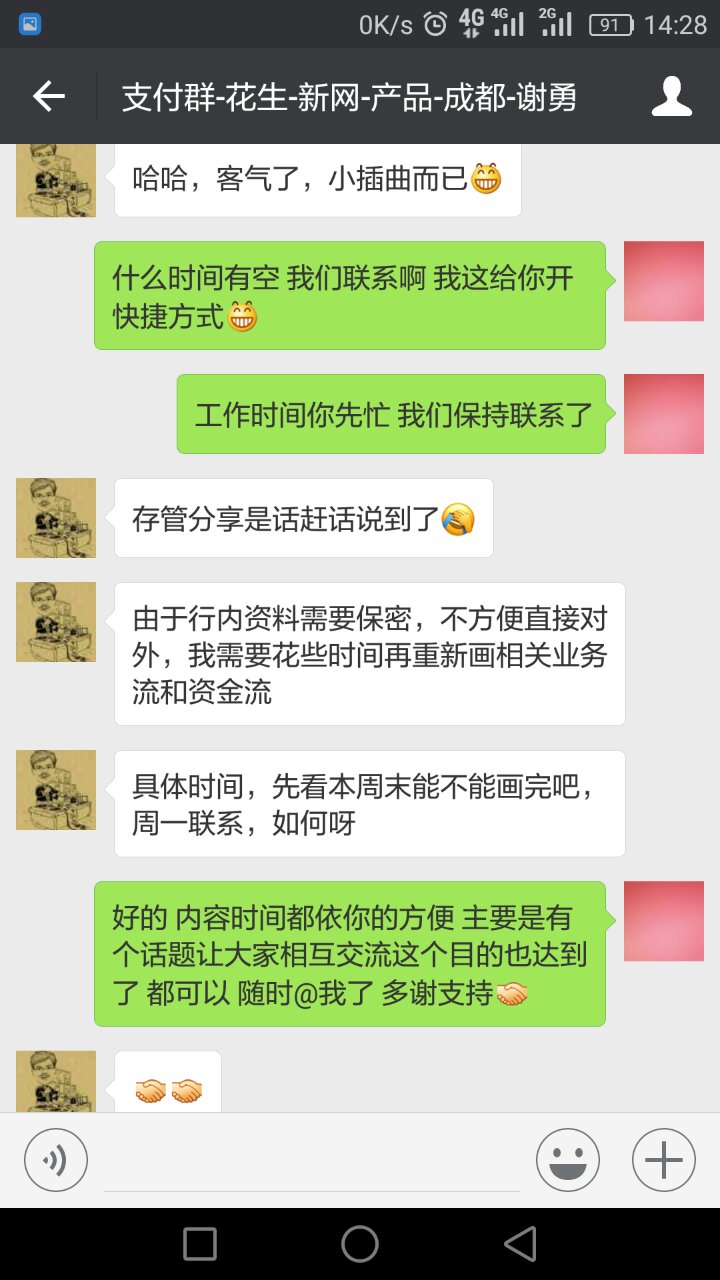 0K/s 4G 4G 2G 91 14:28
支付群-花生-新网-产品-成都-谢勇
哈哈，客气了，小插曲而已😁
什么时间有空 我们联系啊 我这给你开
快捷方式😁
工作时间你先忙 我们保持联系了
存管分享是话赶话说到了🤦
由于行内资料需要保密，不方便直接对
外，我需要花些时间再重新画相关业务
流和资金流
具体时间，先看本周末能不能画完吧，
周一联系，如何呀
好的 内容时间都依你的方便 主要是有
个话题让大家相互交流这个目的也达到
了 都可以 随时@我了 多谢支持🤝
🤝🤝